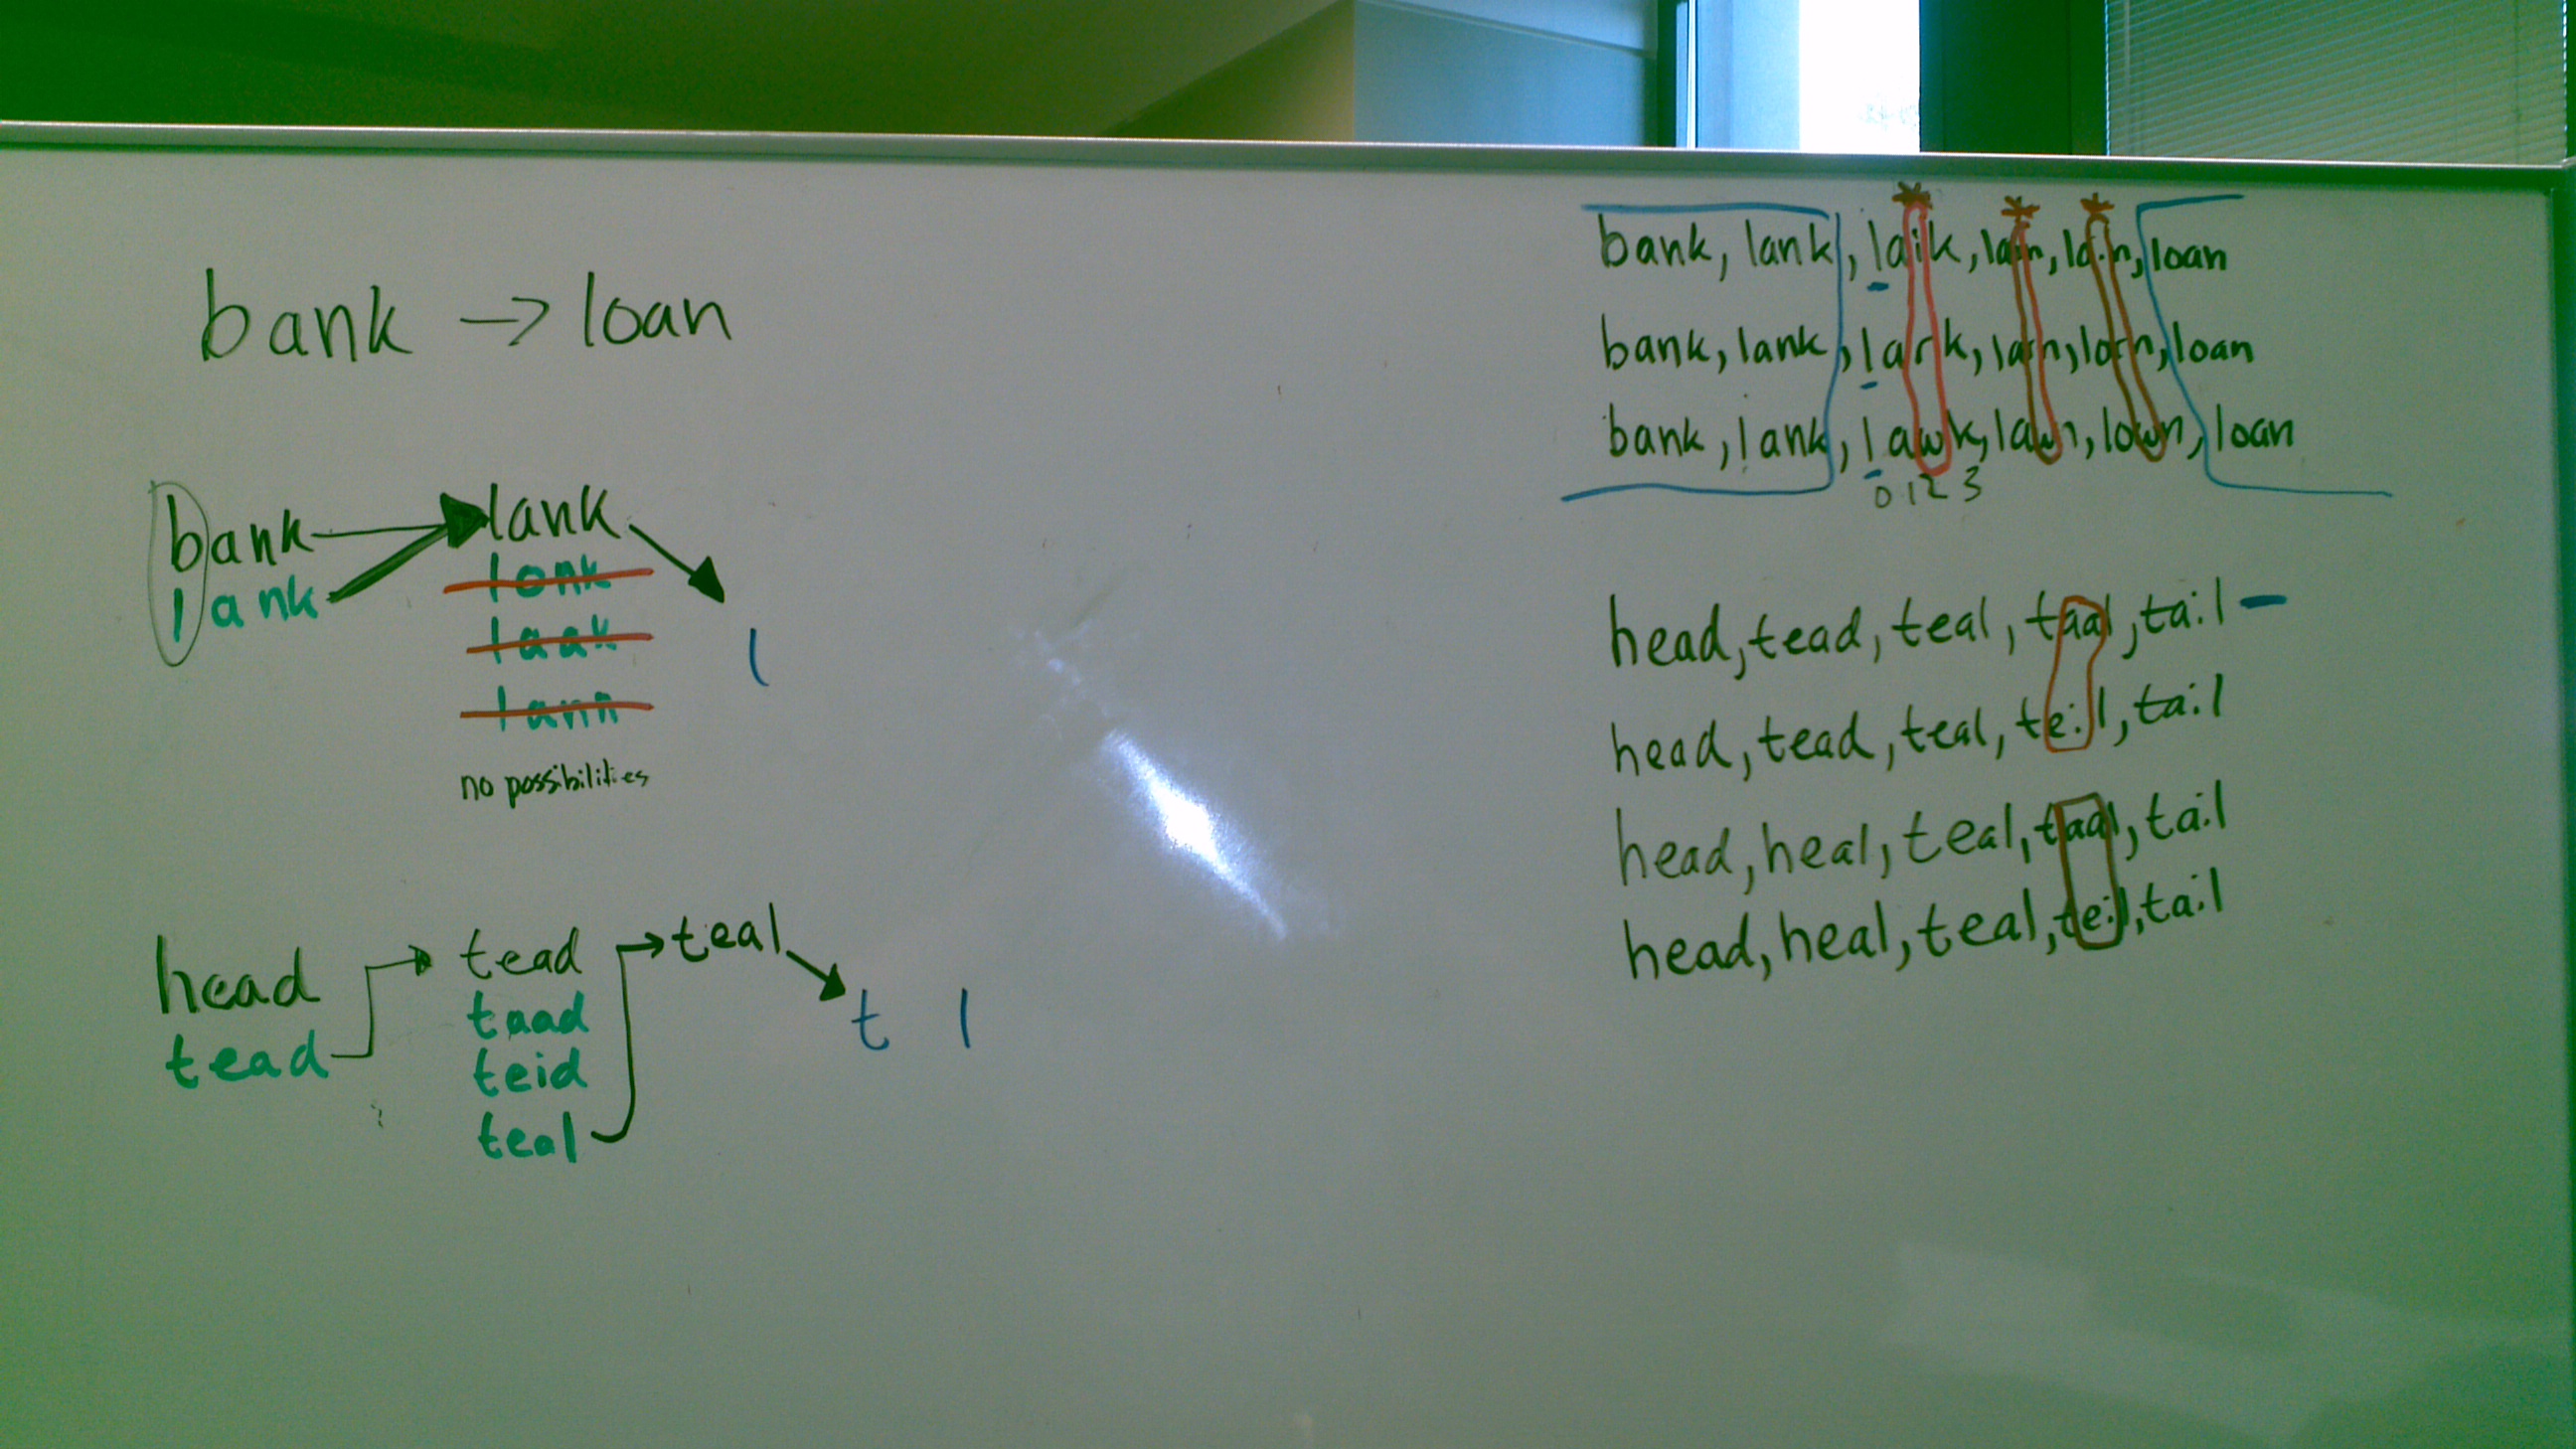 bank -> loan
bank lank
lank
lonk
laak
lann
l
no possibilities
head tead teal
tead taad t l
teid
teal
bank, lank, laik, lain, loin, loan
bank, lank, lark, larn, lorn, loan
bank, lank, lawk, lawn, lown, loan
0 1 2 3
head, tead, teal, taal, tail -
head, tead, teal, teil, tail
head, heal, teal, taal, tail
head, heal, teal, teil, tail